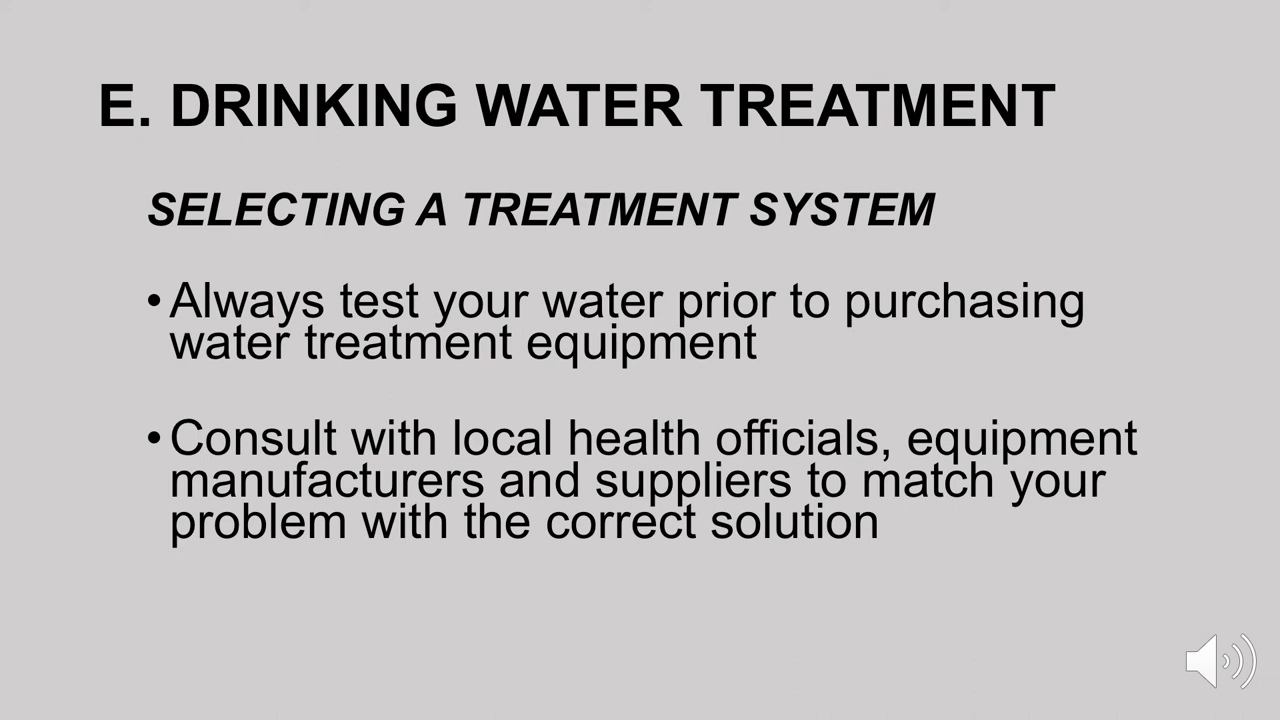 E. DRINKING WATER TREATMENT
SELECTING A TREATMENT SYSTEM
• Always test your water prior to purchasing
water treatment equipment
• Consult with local health officials, equipment
manufacturers and suppliers to match your
problem with the correct solution